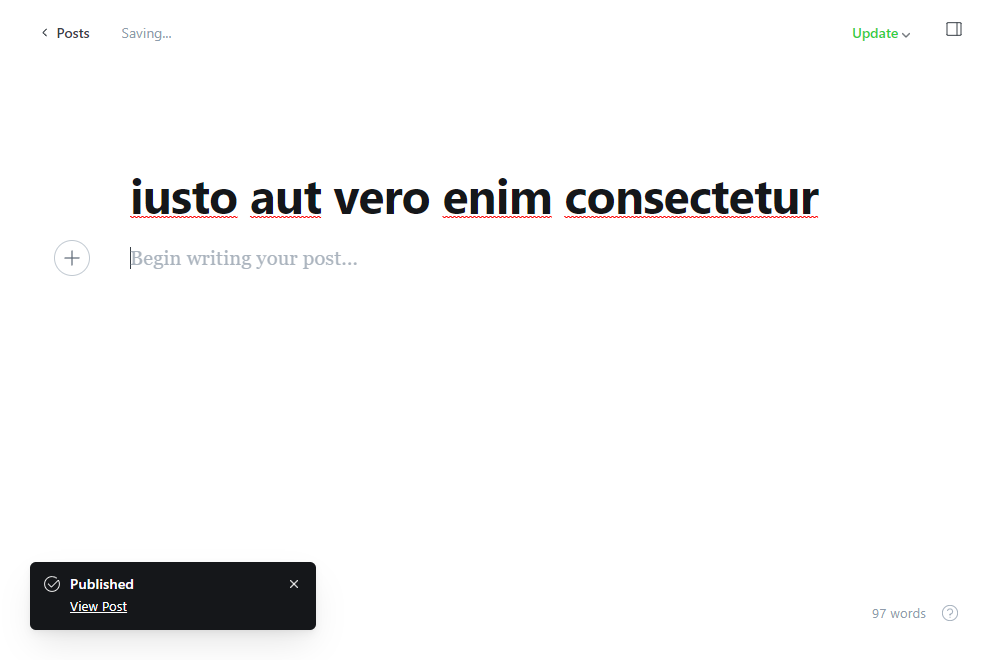 Posts
Saving...
Update
iusto aut vero enim consectetur
Begin writing your post...
Published
View Post
97 words